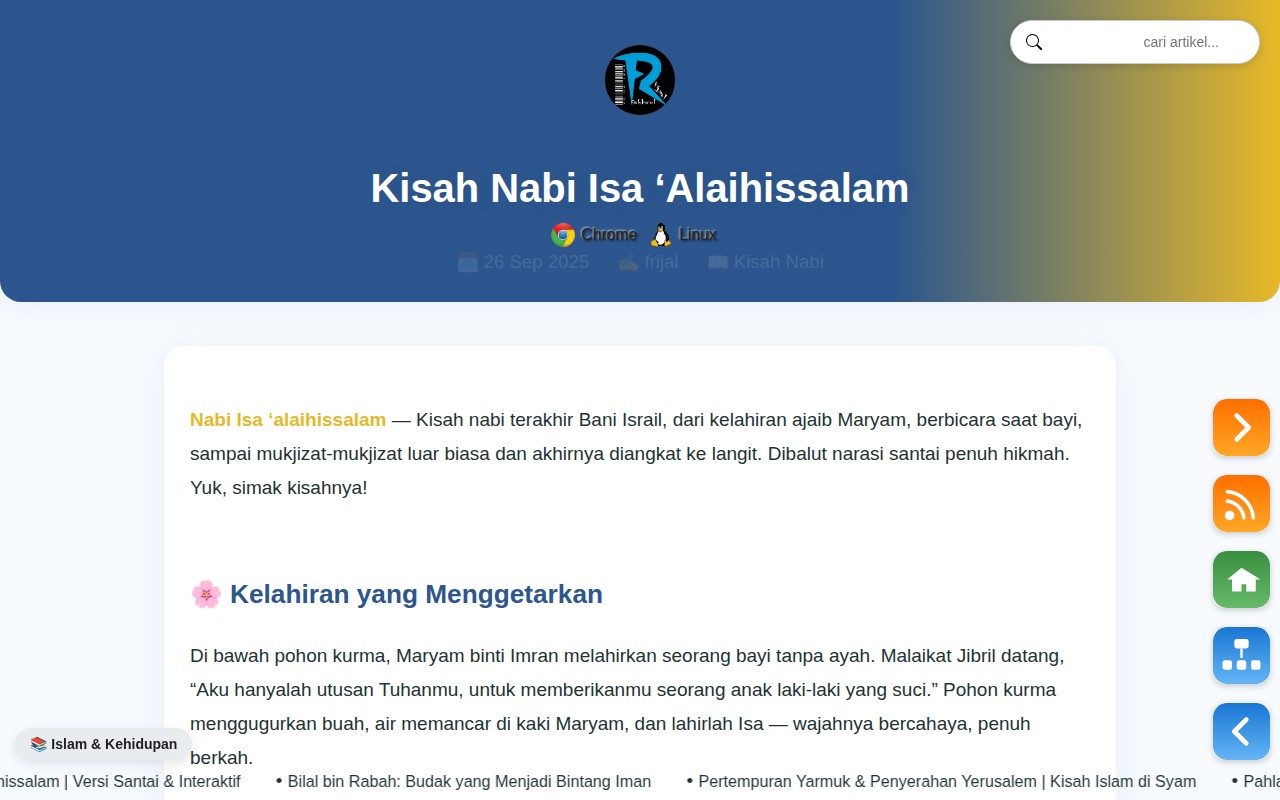 cari artikel...
Kisah Nabi Isa ‘Alaihissalam
Chrome Linux
26 Sep 2025 frijal Kisah Nabi
Nabi Isa ‘alaihissalam — Kisah nabi terakhir Bani Israil, dari kelahiran ajaib Maryam, berbicara saat bayi,
sampai mukjizat-mukjizat luar biasa dan akhirnya diangkat ke langit. Dibalut narasi santai penuh hikmah.
Yuk, simak kisahnya!
🌸 Kelahiran yang Menggetarkan
Di bawah pohon kurma, Maryam binti Imran melahirkan seorang bayi tanpa ayah. Malaikat Jibril datang,
“Aku hanyalah utusan Tuhanmu, untuk memberikanmu seorang anak laki-laki yang suci.” Pohon kurma
menggugurkan buah, air memancar di kaki Maryam, dan lahirlah Isa — wajahnya bercahaya, penuh
berkah.
📚 Islam & Kehidupan
hissalam | Versi Santai & Interaktif • Bilal bin Rabah: Budak yang Menjadi Bintang Iman • Pertempuran Yarmuk & Penyerahan Yerusalem | Kisah Islam di Syam • Pahla